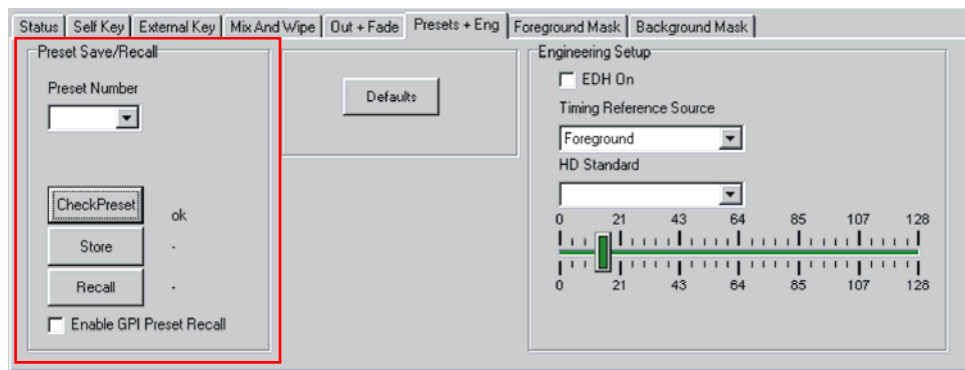 Status Self Key External Key Mix And Wipe Out + Fade Presets + Eng Foreground Mask Background Mask
Preset Save/Recall
Preset Number
CheckPreset ok
Store -
Recall -
Enable GPI Preset Recall
Defaults
Engineering Setup
EDH On
Timing Reference Source
Foreground
HD Standard
0 21 43 64 85 107 128
0 21 43 64 85 107 128